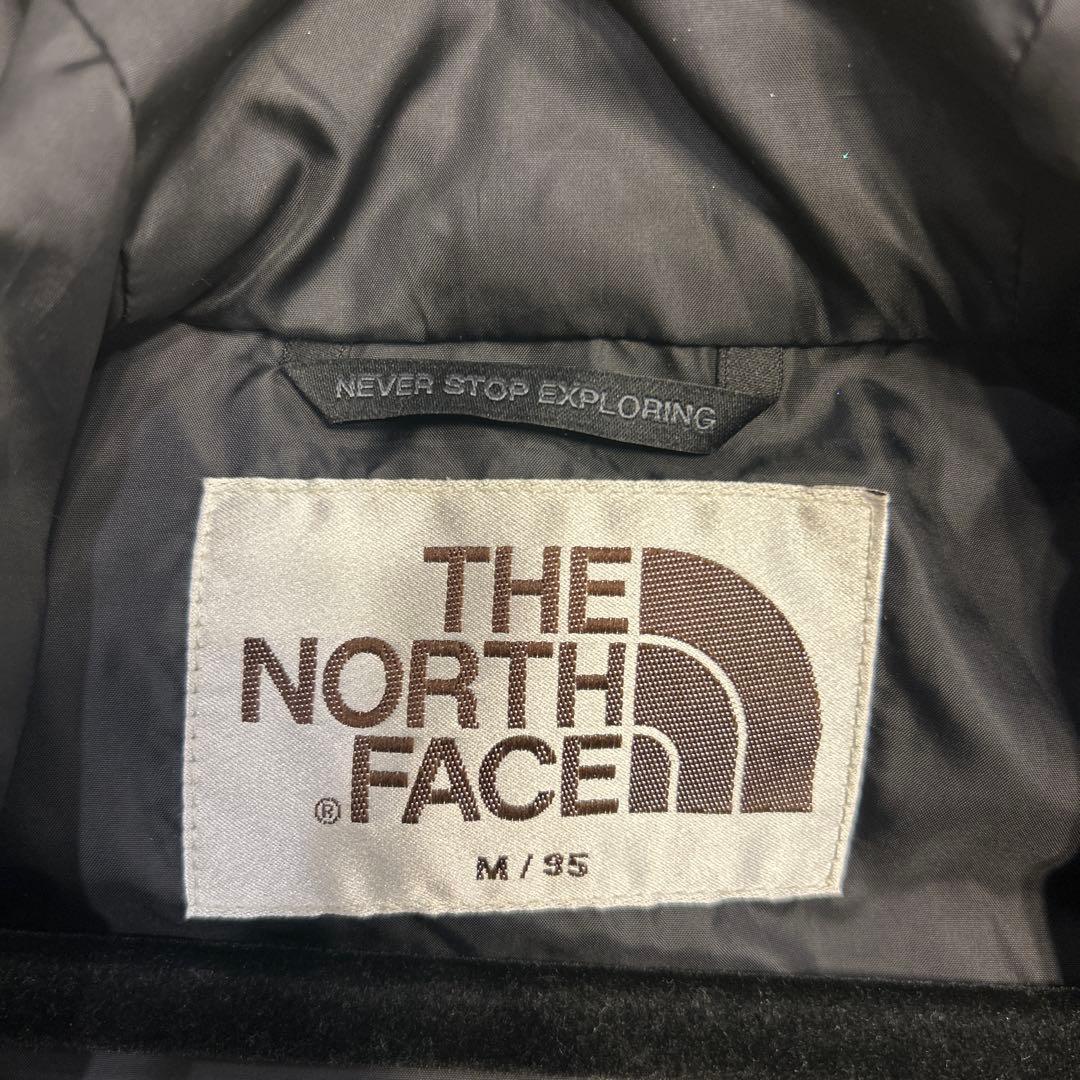 NEVER STOP EXPLORING
THE
NORTH
®FACE
M / 95